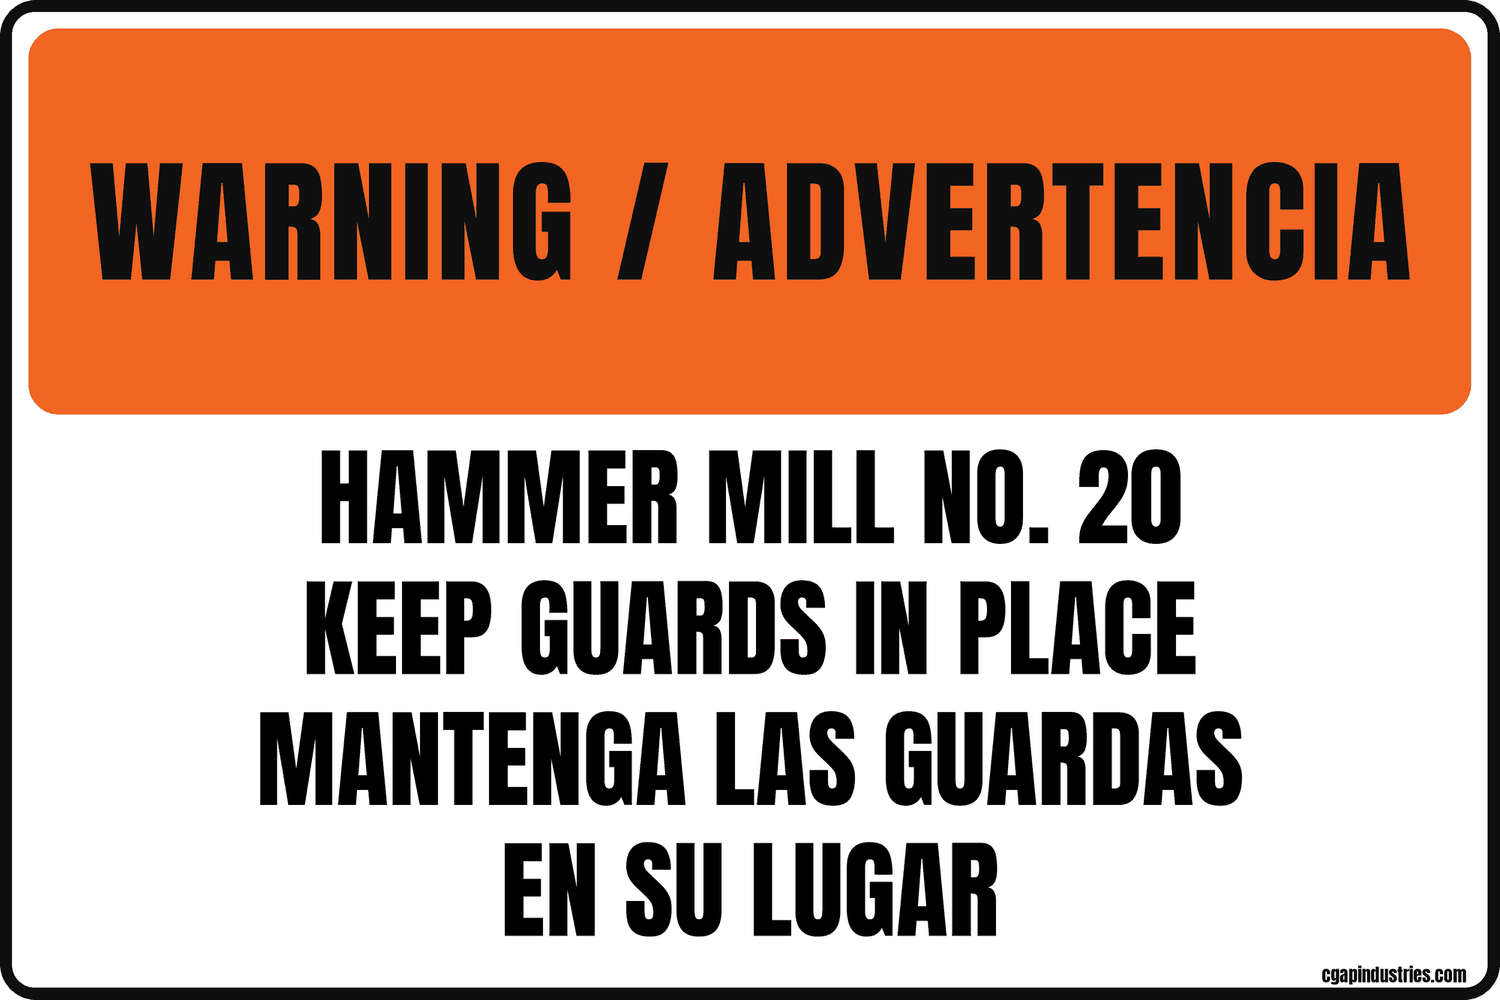 WARNING / ADVERTENCIA
HAMMER MILL NO. 20
KEEP GUARDS IN PLACE
MANTENGA LAS GUARDAS
EN SU LUGAR
cgapindustries.com